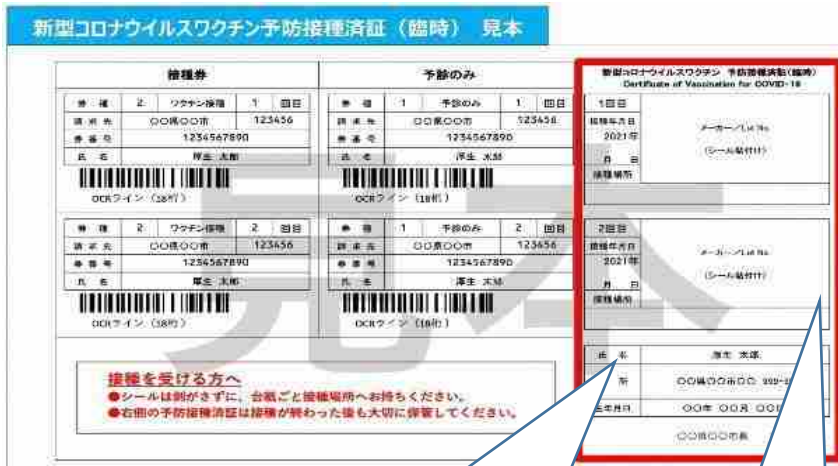 新型コロナウイルスワクチン予防接種済証（臨時） 見本
接種券
券種 2 ワクチン接種 1 回目
請求先 〇〇県〇〇市 123456
券番号 1234567890
氏名 厚生 太郎
OCRライン（18桁）
券種 2 ワクチン接種 2 回目
請求先 〇〇県〇〇市 123456
券番号 1234567890
氏名 厚生 太郎
OCRライン（18桁）
予診のみ
券種 1 予診のみ 1 回目
請求先 〇〇県〇〇市 123456
券番号 1234567890
氏名 厚生 太郎
OCRライン（18桁）
券種 1 予診のみ 2 回目
請求先 〇〇県〇〇市 123456
券番号 1234567890
氏名 厚生 太郎
OCRライン（18桁）
接種を受ける方へ
●シールは剝がさずに、台紙ごと接種場所へお持ちください。
●右側の予防接種済証は接種が終わった後も大切に保管してください。
新型コロナウイルスワクチン 予防接種済証(臨時)
Certificate of Vaccination for COVID-19
1回目
接種年月日
2021年
月 日
接種場所
メーカー/Lot No.
(シール貼付け)
2回目
接種年月日
2021年
月 日
接種場所
メーカー/Lot No.
(シール貼付け)
氏名 厚生 太郎
所 〇〇県〇〇市〇〇 999-
生年月日 〇〇年 〇〇月 〇〇
〇〇県〇〇市長
見本